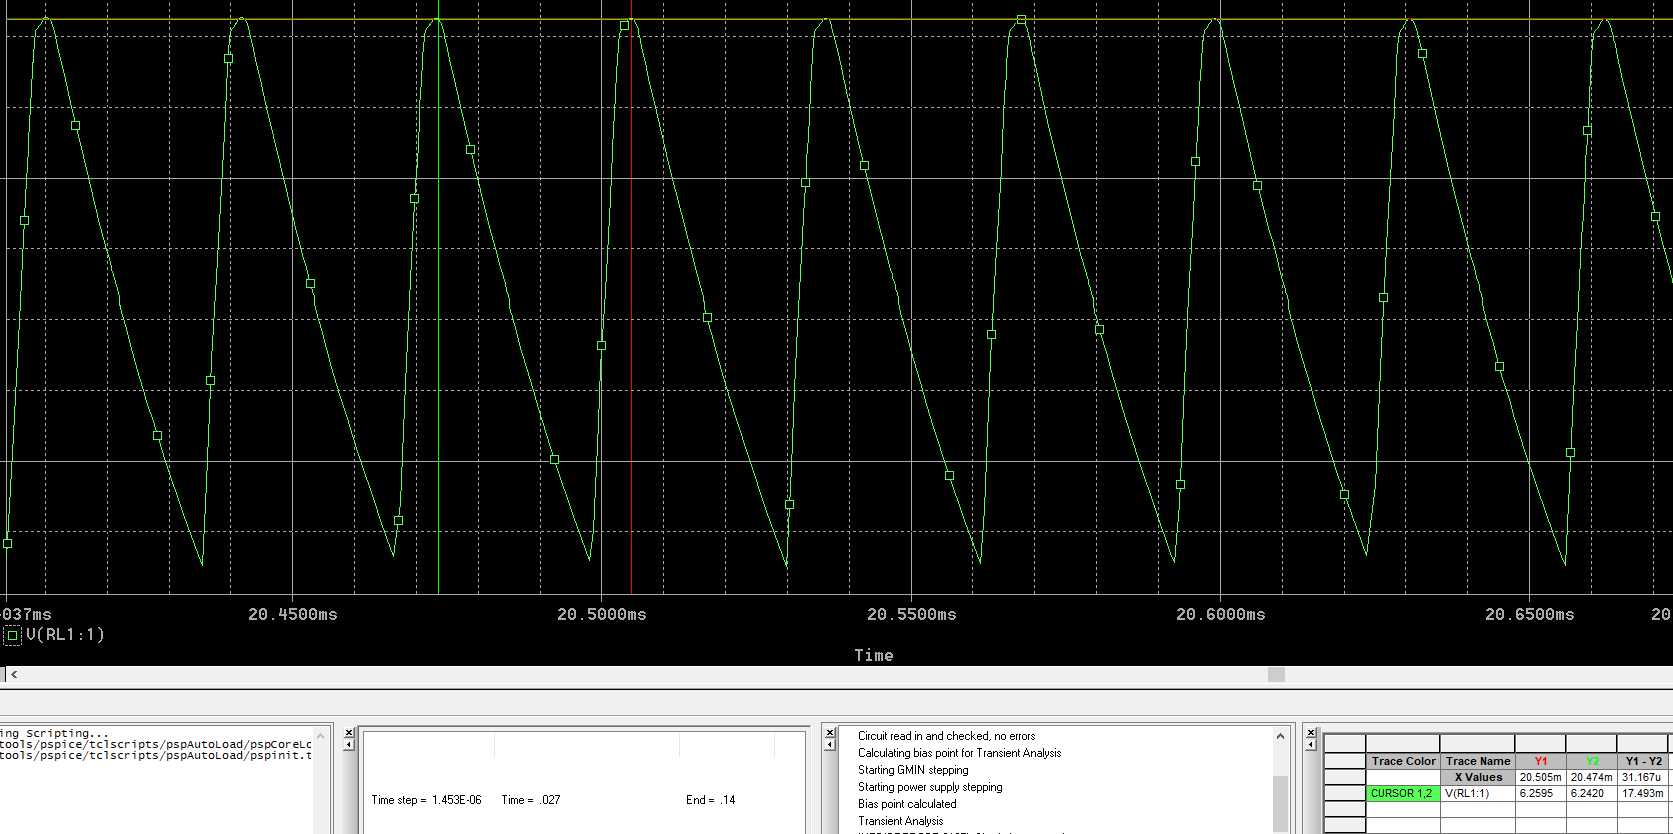 037ms 20.4500ms 20.5000ms 20.5500ms 20.6000ms 20.6500ms 20
V(RL1:1)
Time
<
ing Scripting...
tools/pspice/tclscripts/pspAutoLoad/pspCoreLo
tools/pspice/tclscripts/pspAutoLoad/pspinit.t
Time step = 1.453E-06 Time = .027 End = .14
Circuit read in and checked, no errors
Calculating bias point for Transient Analysis
Starting GMIN stepping
Starting power supply stepping
Bias point calculated
Transient Analysis
Trace Color Trace Name Y1 Y2 Y1 - Y2
X Values 20.505m 20.474m 31.167u
CURSOR 1,2 V(RL1:1) 6.2595 6.2420 17.493m